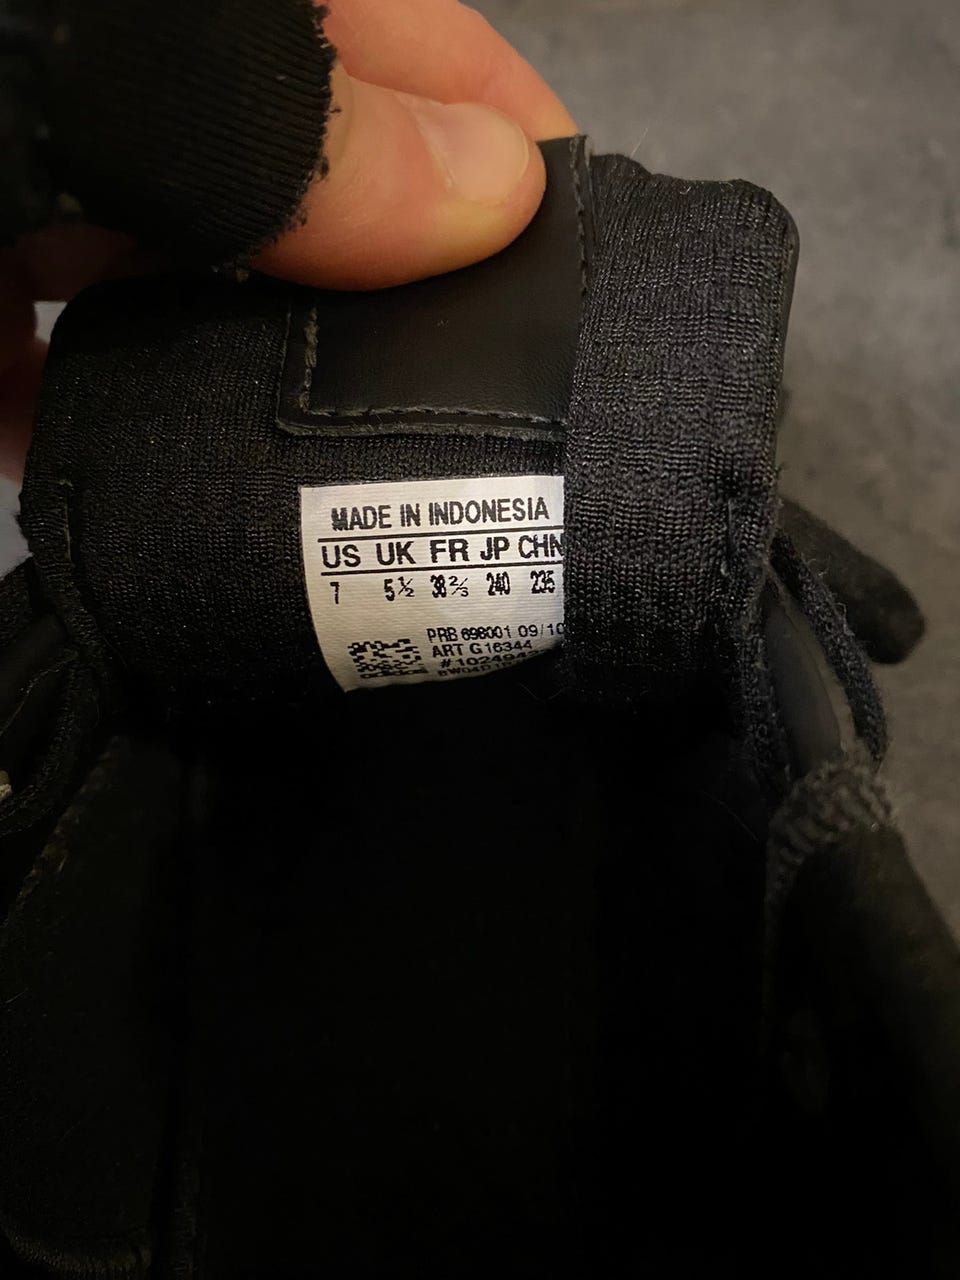 MADE IN INDONESIA
US UK FR JP CHN
7 5½ 38⅔ 240 235
PRB 698001 09/10
ART G16344
adidas